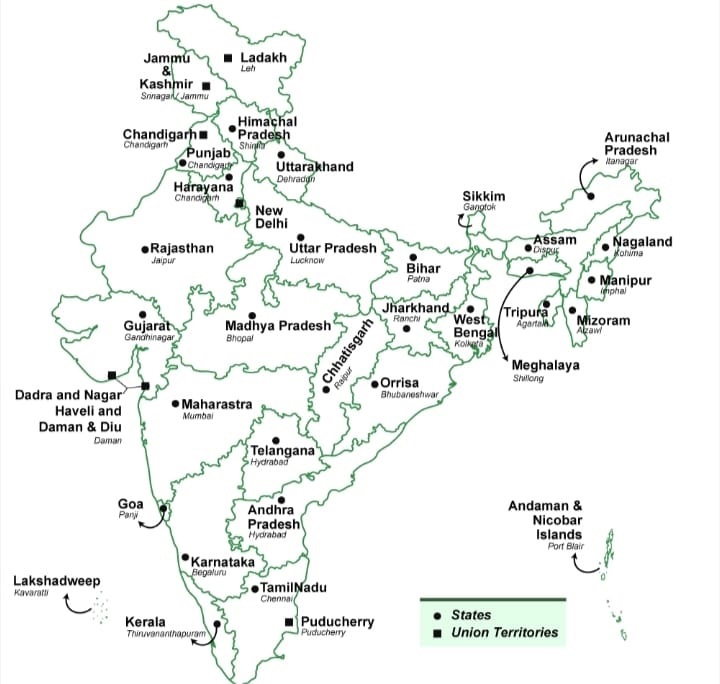 Jammu
&
Kashmir
Srinagar/ Jammu
Ladakh
Leh
Himachal
Pradesh
Shimla
Chandigarh
Chandigarh
Punjab
Chandigarh
Uttarakhand
Dehradun
Harayana
Chandigarh
New
Delhi
Arunachal
Pradesh
Itanagar
Sikkim
Gangtok
Rajasthan
Jaipur
Uttar Pradesh
Lucknow
Bihar
Patna
Assam
Dispur
Nagaland
Kohima
Manipur
Imphal
Gujarat
Gandhinagar
Madhya Pradesh
Bhopal
Jharkhand
Ranchi
West
Bengal
Kolkata
Tripura
Agartala
Mizoram
Aizawl
Chhatisgarh
Raipur
Meghalaya
Shillong
Dadra and Nagar
Haveli and
Daman & Diu
Daman
Maharastra
Mumbai
Orrisa
Bhubaneshwar
Telangana
Hydrabad
Goa
Panji
Andhra
Pradesh
Hydrabad
Andaman &
Nicobar
Islands
Port Blair
Karnataka
Begaluru
Lakshadweep
Kavaratti
TamilNadu
Chennai
Kerala
Thiruvananthapuram
Puducherry
Puducherry
States
Union Territories